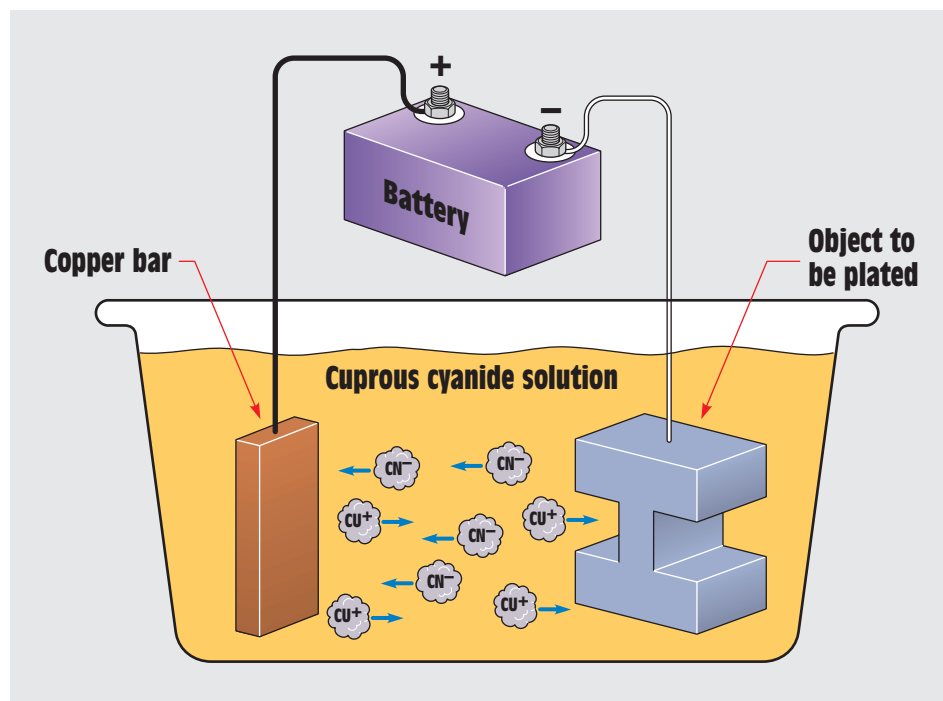 +
−
Battery
Copper bar
Object to
be plated
Cuprous cyanide solution
CN−
CN−
CU+
CU+
CN−
CN−
CU+
CU+